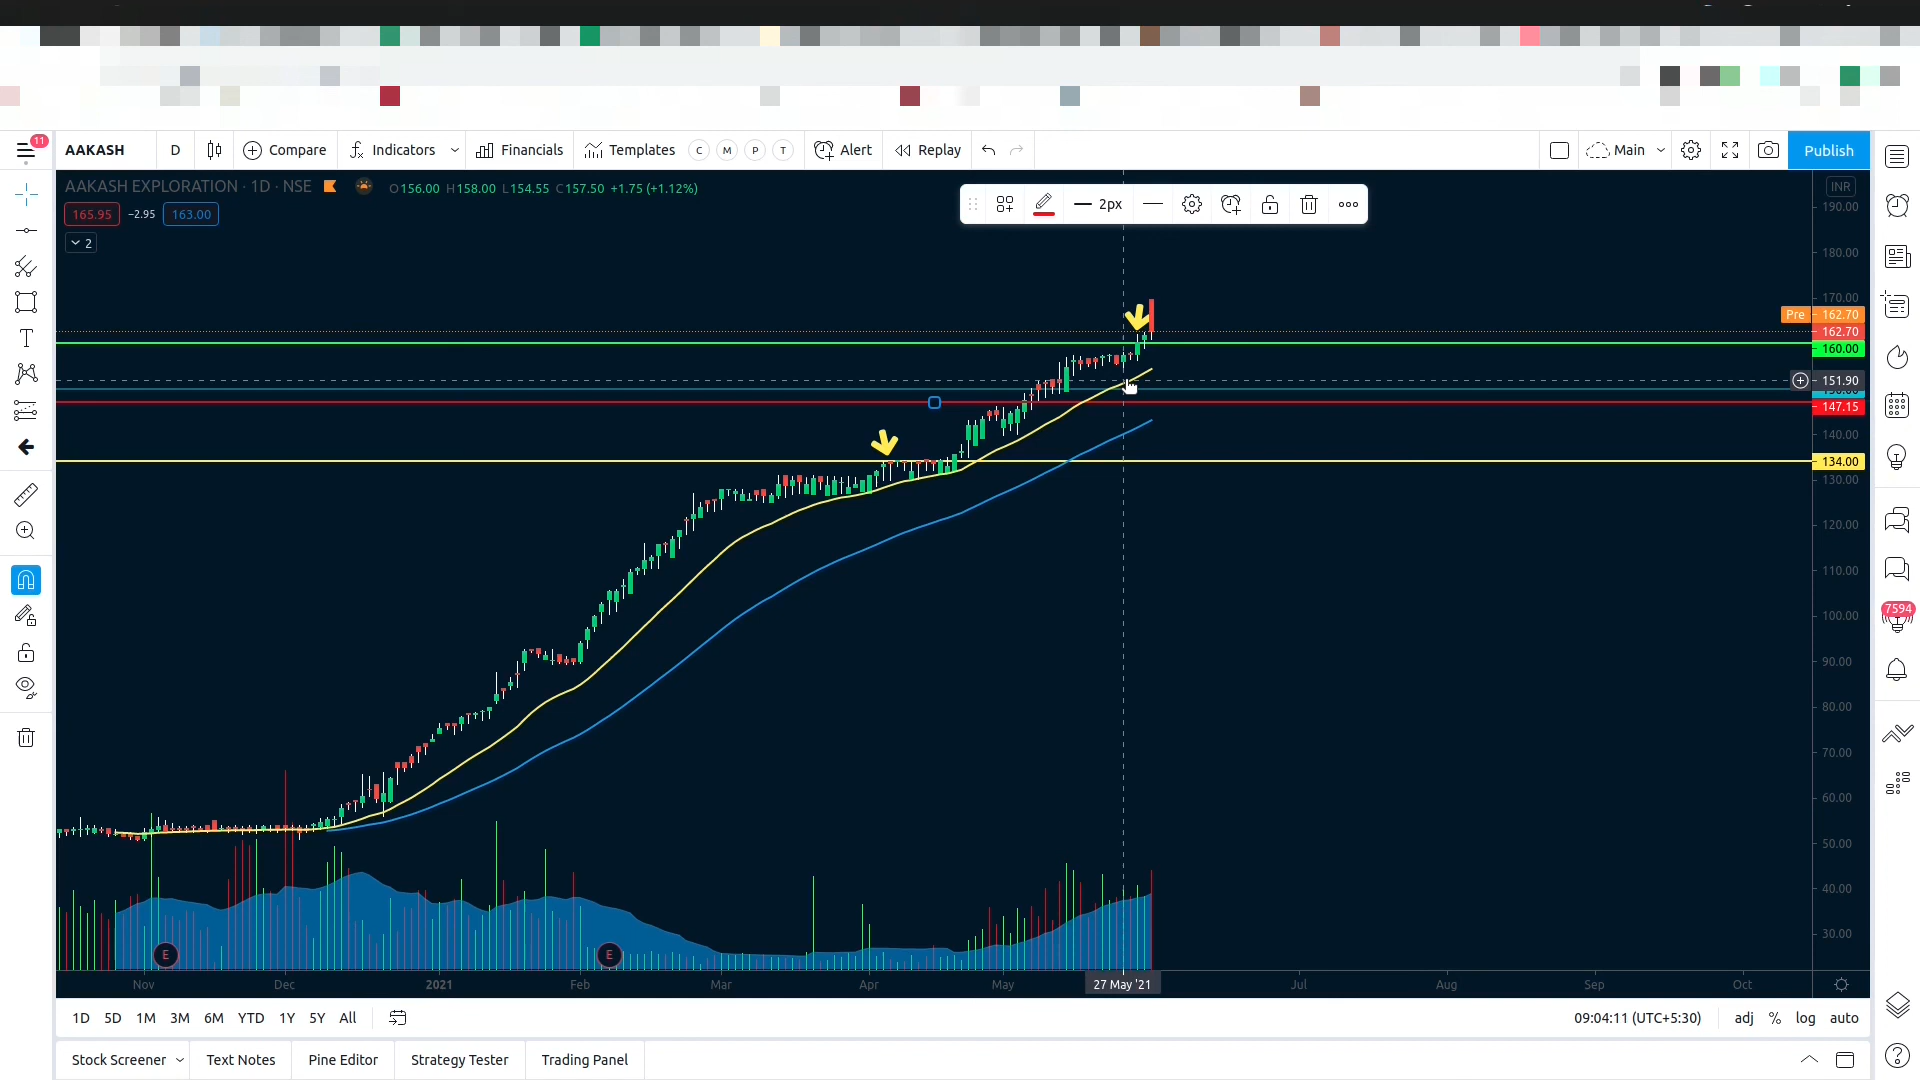 11
AAKASH D Compare Indicators Financials Templates C M P T Alert Replay Main Publish
AAKASH EXPLORATION · 1D · NSE O156.00 H158.00 L154.55 C157.50 +1.75 (+1.12%)
INR
165.95 −2.95 163.00
2px
2
190.00
180.00
170.00
Pre 162.70
162.70
160.00
151.90
147.15
140.00
134.00
130.00
120.00
110.00
100.00
90.00
80.00
70.00
60.00
50.00
40.00
30.00
7594
E E
Nov Dec 2021 Feb Mar Apr May 27 May '21 Jul Aug Sep Oct
1D 5D 1M 3M 6M YTD 1Y 5Y All 09:04:11 (UTC+5:30) adj % log auto
Stock Screener Text Notes Pine Editor Strategy Tester Trading Panel